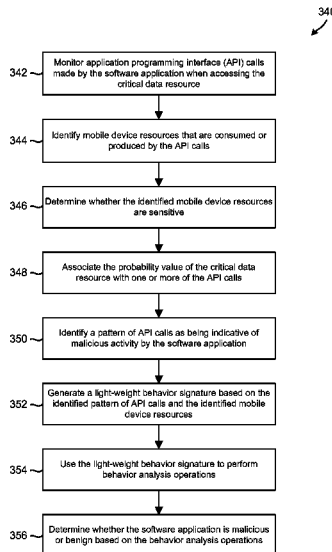 340
342
Monitor application programming interface (API) calls
made by the software application when accessing the
critical data resource
344
Identify mobile device resources that are consumed or
produced by the API calls
346
Determine whether the identified mobile device resources
are sensitive
348
Associate the probability value of the critical data
resource with one or more of the API calls
350
Identify a pattern of API calls as being indicative of
malicious activity by the software application
352
Generate a light-weight behavior signature based on the
identified pattern of API calls and the identified mobile
device resources
354
Use the light-weight behavior signature to perform
behavior analysis operations
356
Determine whether the software application is malicious
or benign based on the behavior analysis operations